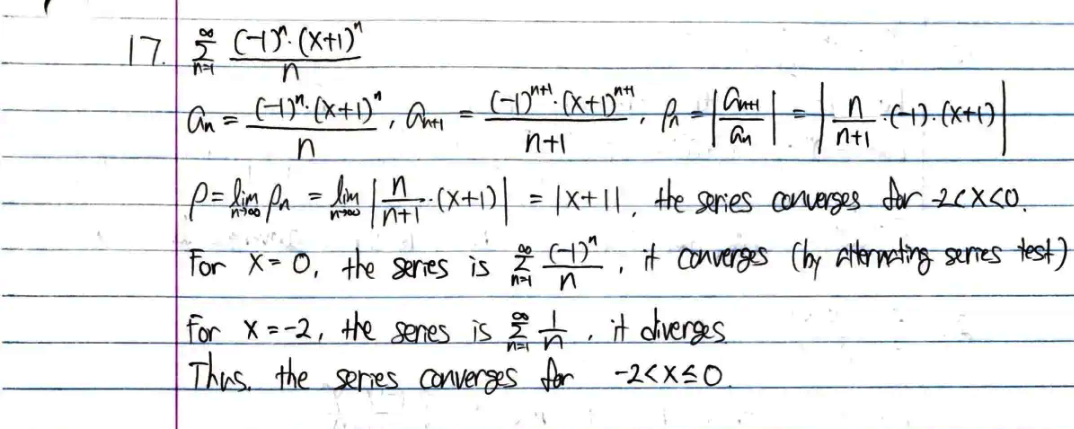 17. $\sum_{n=1}^{\infty} \frac{(-1)^n \cdot (x+1)^n}{n}$
$a_n = \frac{(-1)^n \cdot (x+1)^n}{n}$, $a_{n+1} = \frac{(-1)^{n+1} \cdot (x+1)^{n+1}}{n+1}$, $\rho_n = \left|\frac{a_{n+1}}{a_n}\right| = \left|\frac{n}{n+1} \cdot (-1) \cdot (x+1)\right|$
$\rho = \lim_{n \to \infty} \rho_n = \lim_{n \to \infty} \left|\frac{n}{n+1} \cdot (x+1)\right| = |x+1|$, the series converges for $-2<x<0$.
For $x=0$, the series is $\sum_{n=1}^{\infty} \frac{(-1)^n}{n}$, it converges (by alternating series test)
For $x=-2$, the series is $\sum_{n=1}^{\infty} \frac{1}{n}$, it diverges
Thus, the series converges for $-2<x\leq 0$.